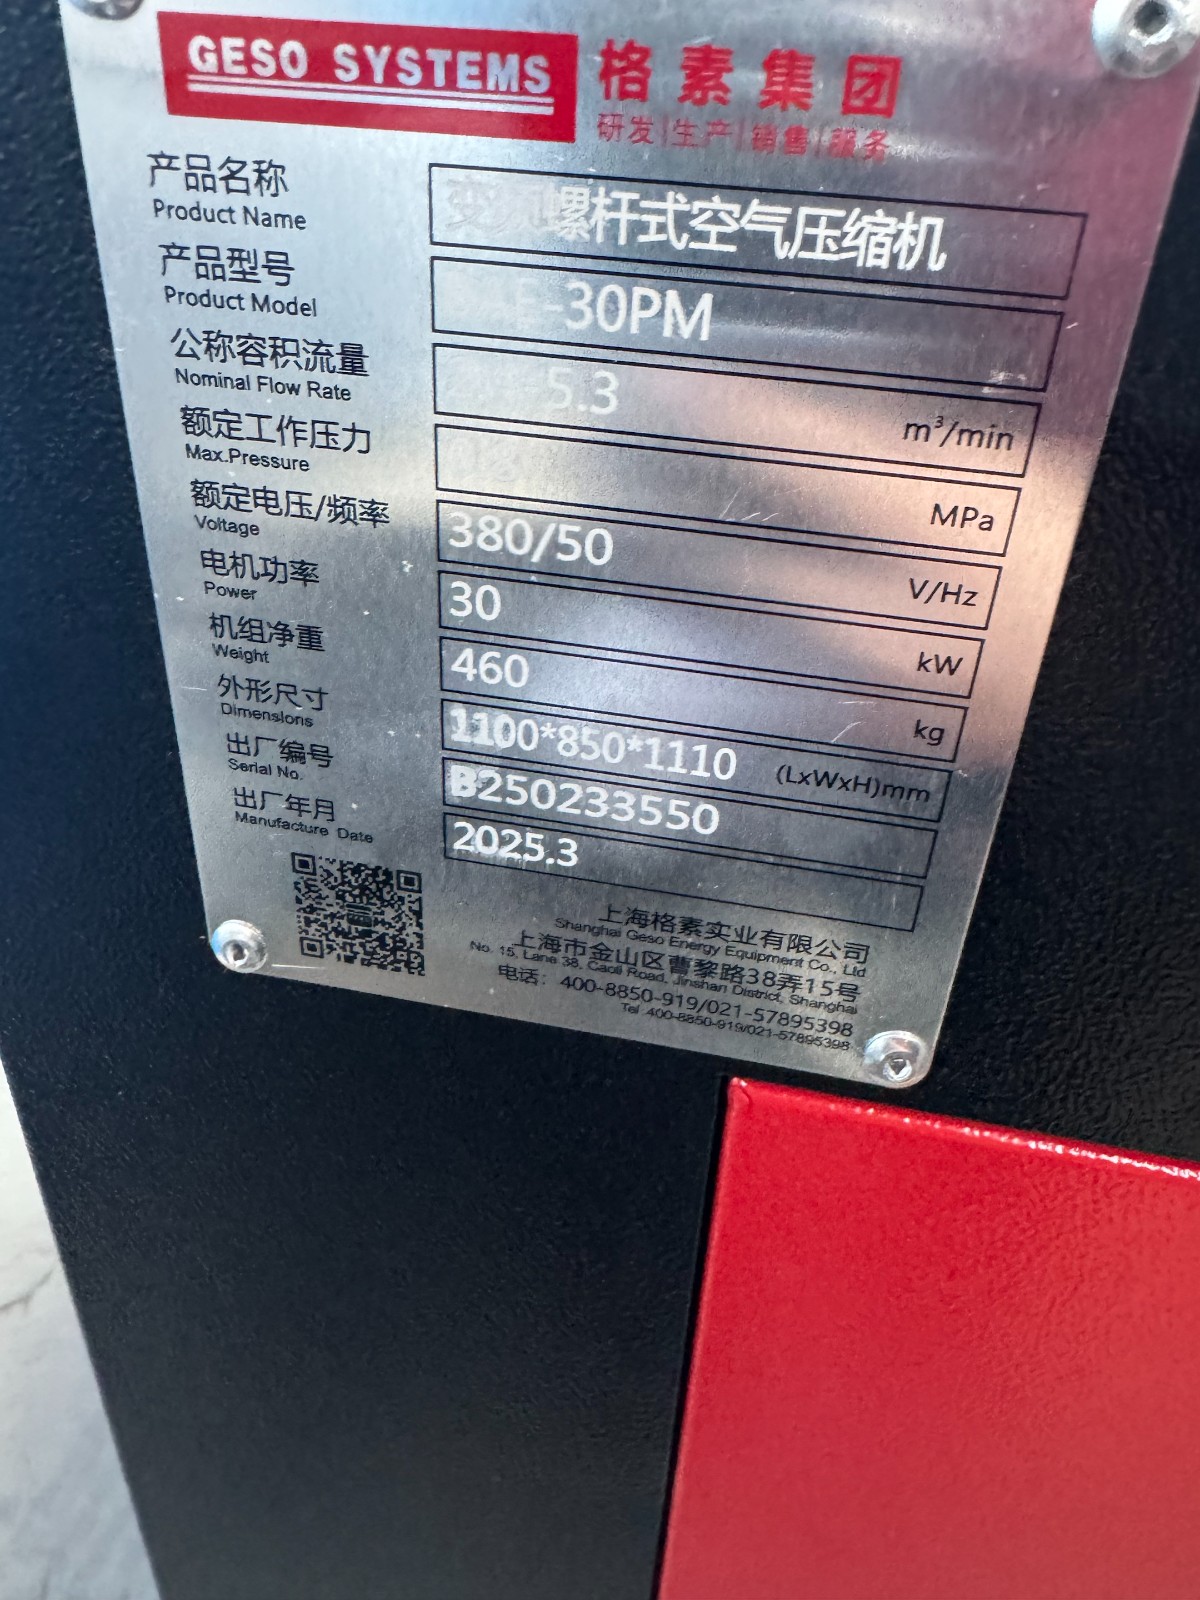 GESO SYSTEMS 格素集团
研发|生产|销售|服务
产品名称 变频螺杆式空气压缩机
Product Name
产品型号 -30PM
Product Model
公称容积流量 5.3 m³/min
Nominal Flow Rate
额定工作压力 MPa
Max.Pressure
额定电压/频率 380/50 V/Hz
Voltage
电机功率 30 kW
Power
机组净重 460 kg
Weight
外形尺寸 1100*850*1110 (LxWxH)mm
Dimensions
出厂编号 B250233550
Serial No.
出厂年月 2025.3
Manufacture Date
上海格素实业有限公司
Shanghai Geso Energy Equipment Co., Ltd
上海市金山区曹黎路38弄15号
No. 15, Lane 38, Caoli Road, Jinshan District, Shanghai
电话：400-8850-919/021-57895398
Tel 400-8850-919/021-57895398